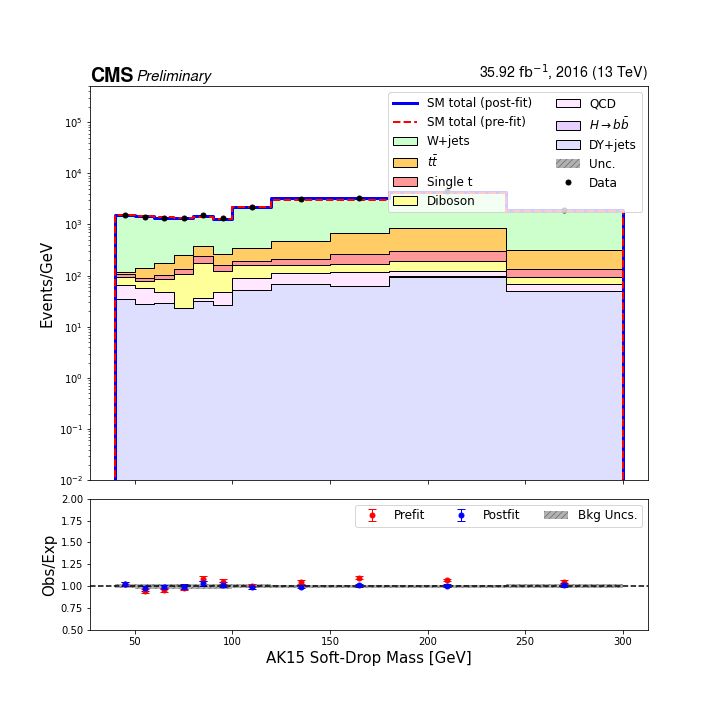 CMS Preliminary
35.92 fb⁻¹, 2016 (13 TeV)
SM total (post-fit)
SM total (pre-fit)
W+jets
tt̄
Single t
Diboson
QCD
H→bb̄
DY+jets
Unc.
Data
Events/GeV
10⁵
10⁴
10³
10²
10¹
10⁰
10⁻¹
10⁻²
Prefit
Postfit
Bkg Uncs.
Obs/Exp
2.00
1.75
1.50
1.25
1.00
0.75
0.50
50 100 150 200 250 300
AK15 Soft-Drop Mass [GeV]